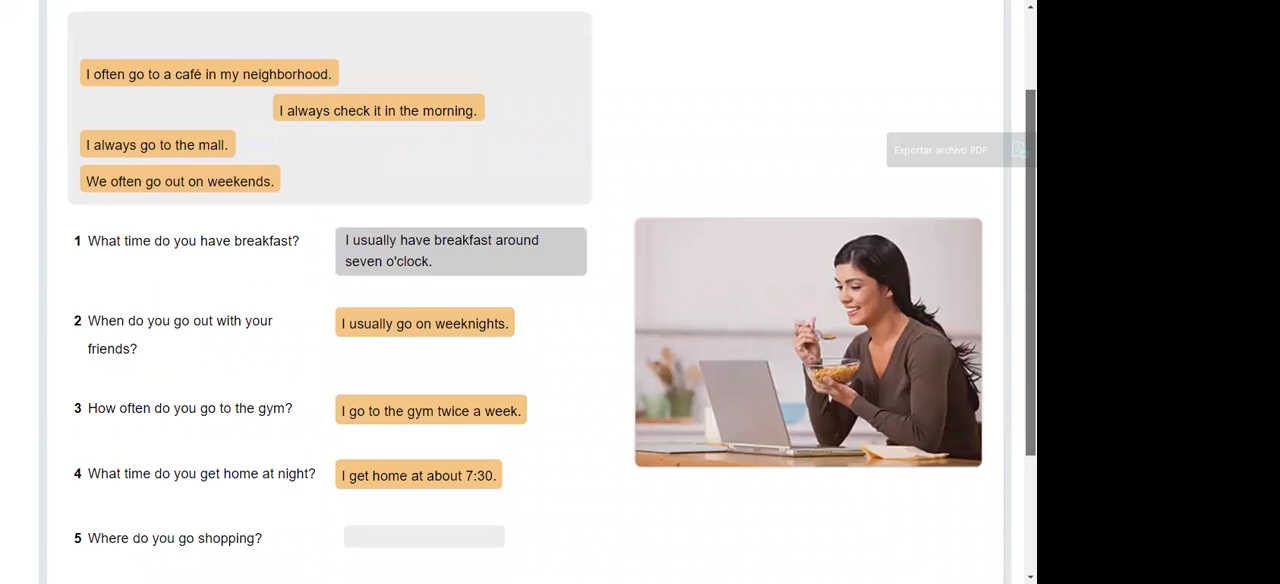 I often go to a café in my neighborhood.
I always check it in the morning.
I always go to the mall.
We often go out on weekends.
1 What time do you have breakfast?
I usually have breakfast around
seven o'clock.
2 When do you go out with your
friends?
I usually go on weeknights.
3 How often do you go to the gym?
I go to the gym twice a week.
4 What time do you get home at night?
I get home at about 7:30.
5 Where do you go shopping?
Exportar archivo PDF